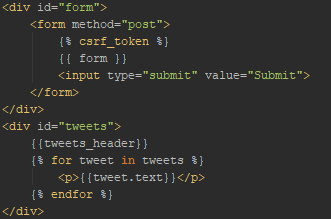 <div id="form">
<form method="post">
{% csrf_token %}
{{ form }}
<input type="submit" value="Submit">
</form>
</div>
<div id="tweets">
{{tweets_header}}
{% for tweet in tweets %}
<p>{{tweet.text}}</p>
{% endfor %}
</div>